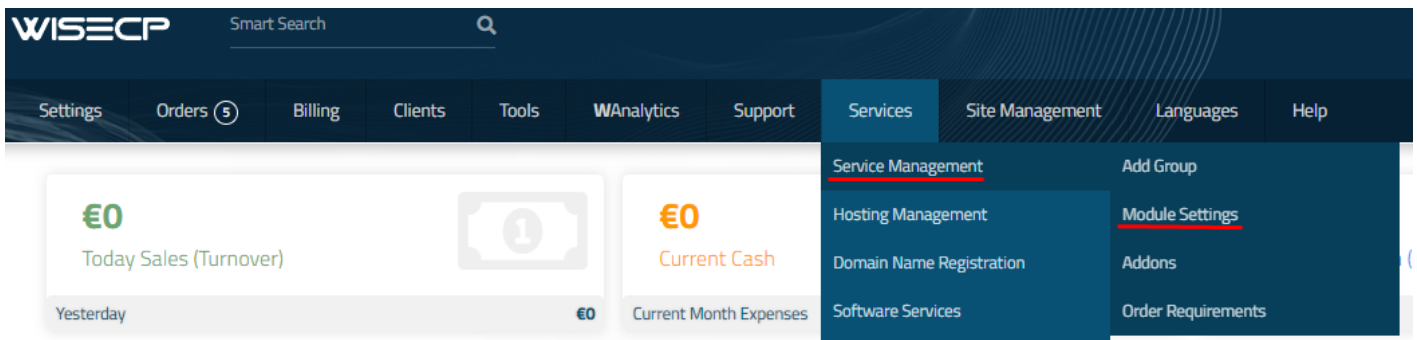 WISECP
Smart Search
Settings
Orders 5
Billing
Clients
Tools
WAnalytics
Support
Services
Site Management
Languages
Help
Service Management
Hosting Management
Domain Name Registration
Software Services
Add Group
Module Settings
Addons
Order Requirements
€0
Today Sales (Turnover)
1
Yesterday €0
€0
Current Cash
Current Month Expenses
(